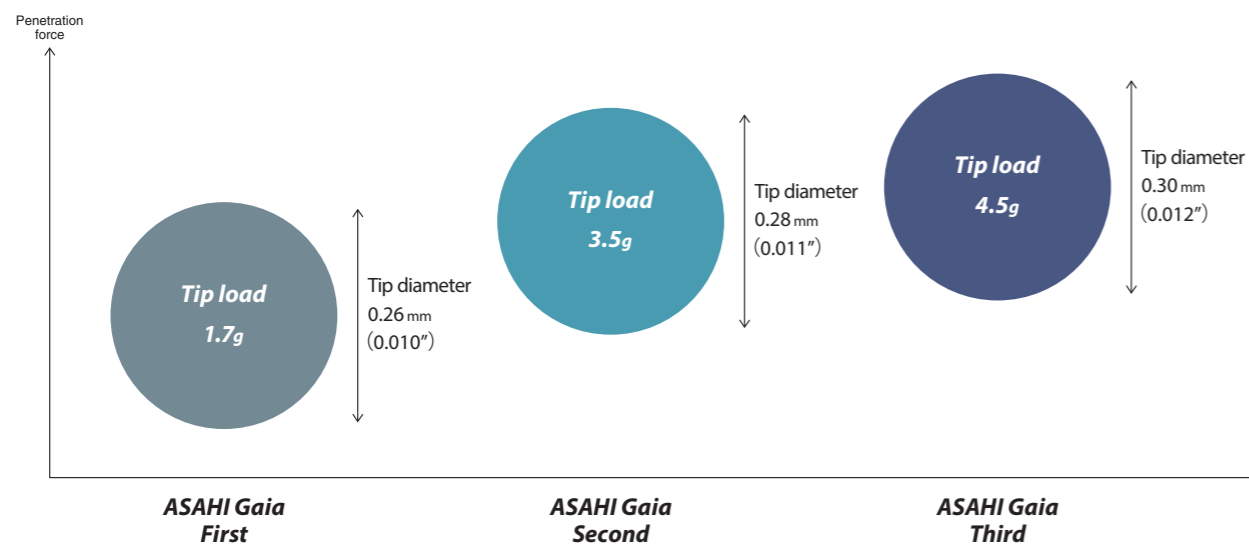 Penetration
force
Tip load
1.7g
Tip diameter
0.26 mm
(0.010″)
Tip load
3.5g
Tip diameter
0.28 mm
(0.011″)
Tip load
4.5g
Tip diameter
0.30 mm
(0.012″)
ASAHI Gaia
First
ASAHI Gaia
Second
ASAHI Gaia
Third